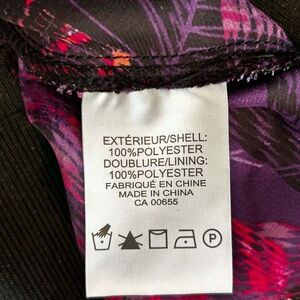 EXTÉRIEUR/SHELL:
100%POLYESTER
DOUBLURE/LINING:
100%POLYESTER
FABRIQUÉ EN CHINE
MADE IN CHINA
CA 00655
P